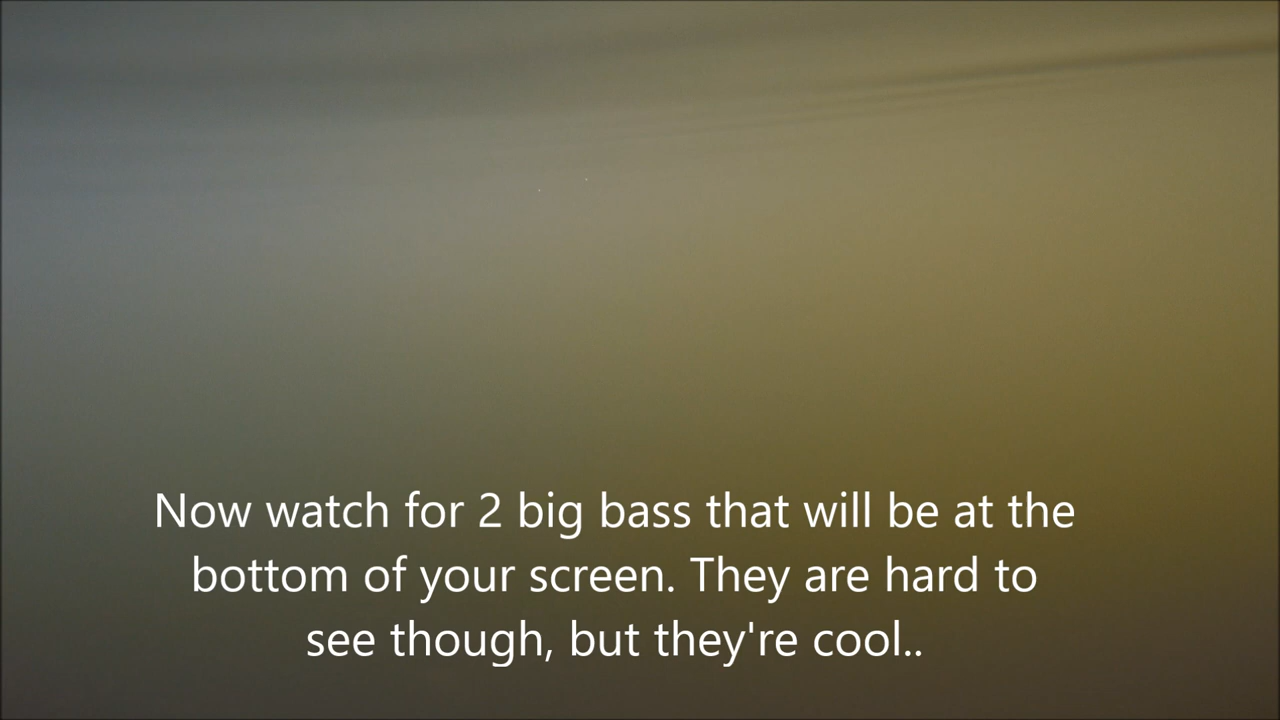 Now watch for 2 big bass that will be at the
bottom of your screen. They are hard to
see though, but they're cool..